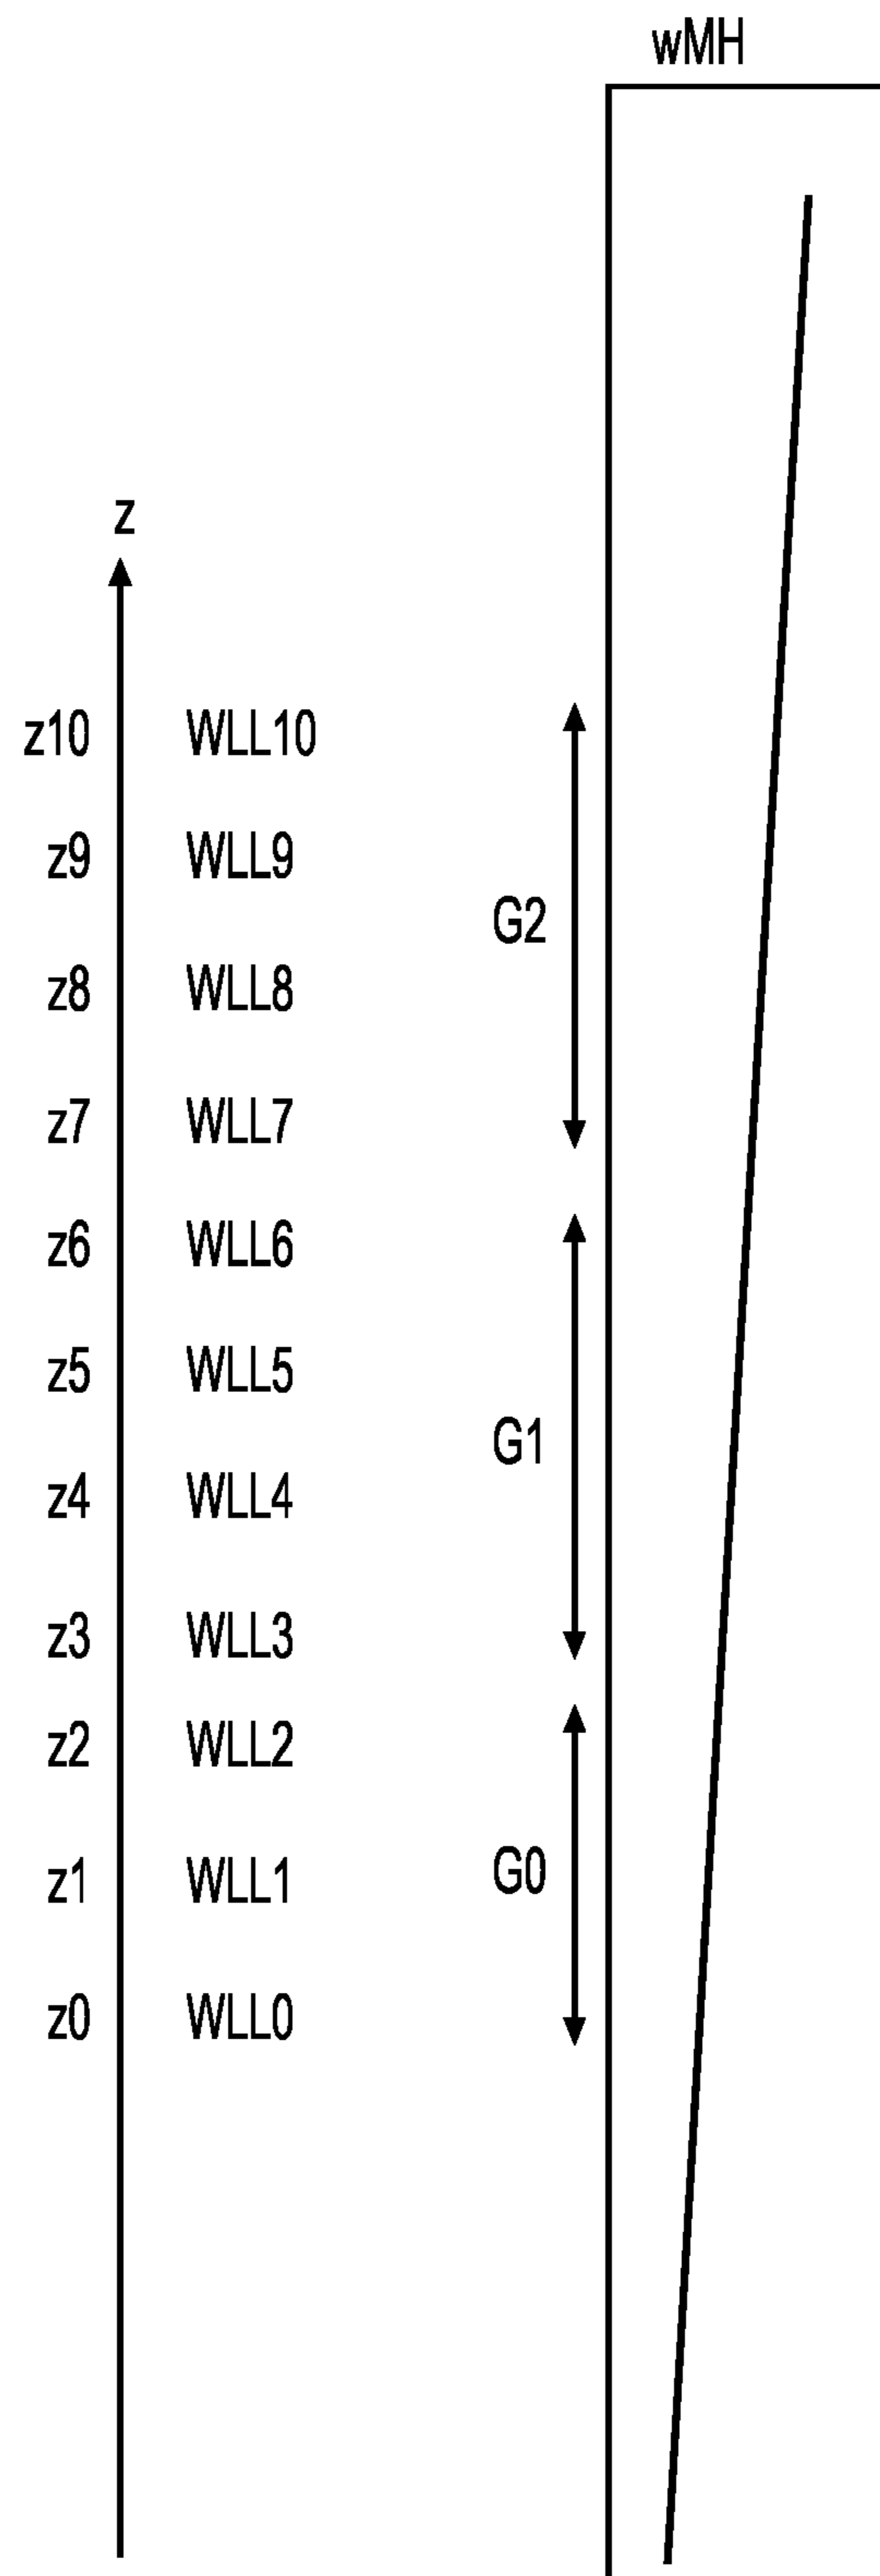 wMH
z
z10 WLL10
z9 WLL9
G2
z8 WLL8
z7 WLL7
z6 WLL6
z5 WLL5
G1
z4 WLL4
z3 WLL3
z2 WLL2
z1 WLL1 G0
z0 WLL0